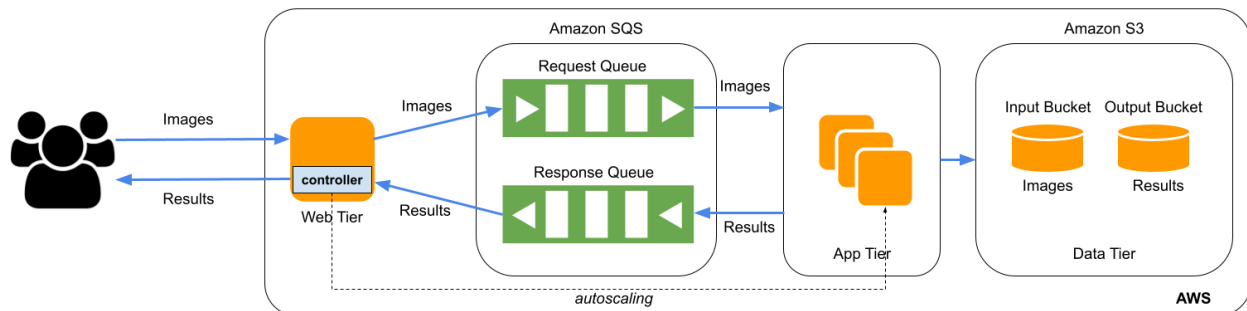 Amazon SQS
Amazon S3
Request Queue
Images
Images
Images
Input Bucket
Output Bucket
controller
Response Queue
Images
Results
Results
Results
Results
Web Tier
App Tier
Data Tier
autoscaling
AWS